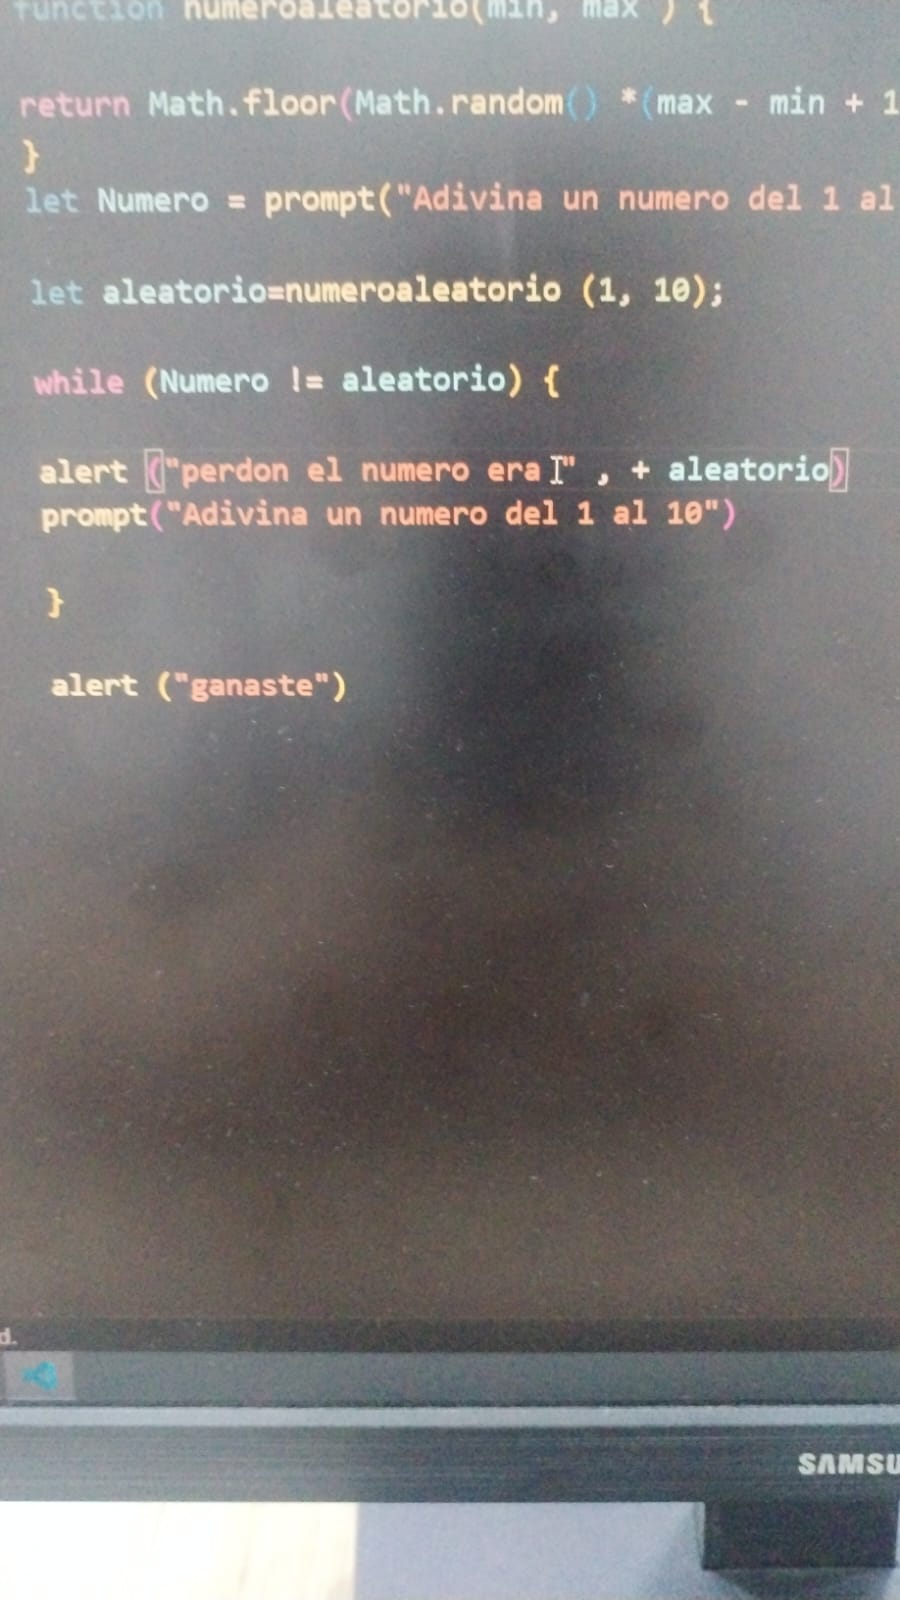 function numeroaleatorio(min, max ) {
return Math.floor(Math.random() *(max - min + 1
}
let Numero = prompt("Adivina un numero del 1 al
let aleatorio=numeroaleatorio (1, 10);
while (Numero != aleatorio) {
alert ("perdon el numero era " , + aleatorio)
prompt("Adivina un numero del 1 al 10")
}
alert ("ganaste")
d.
SAMSU